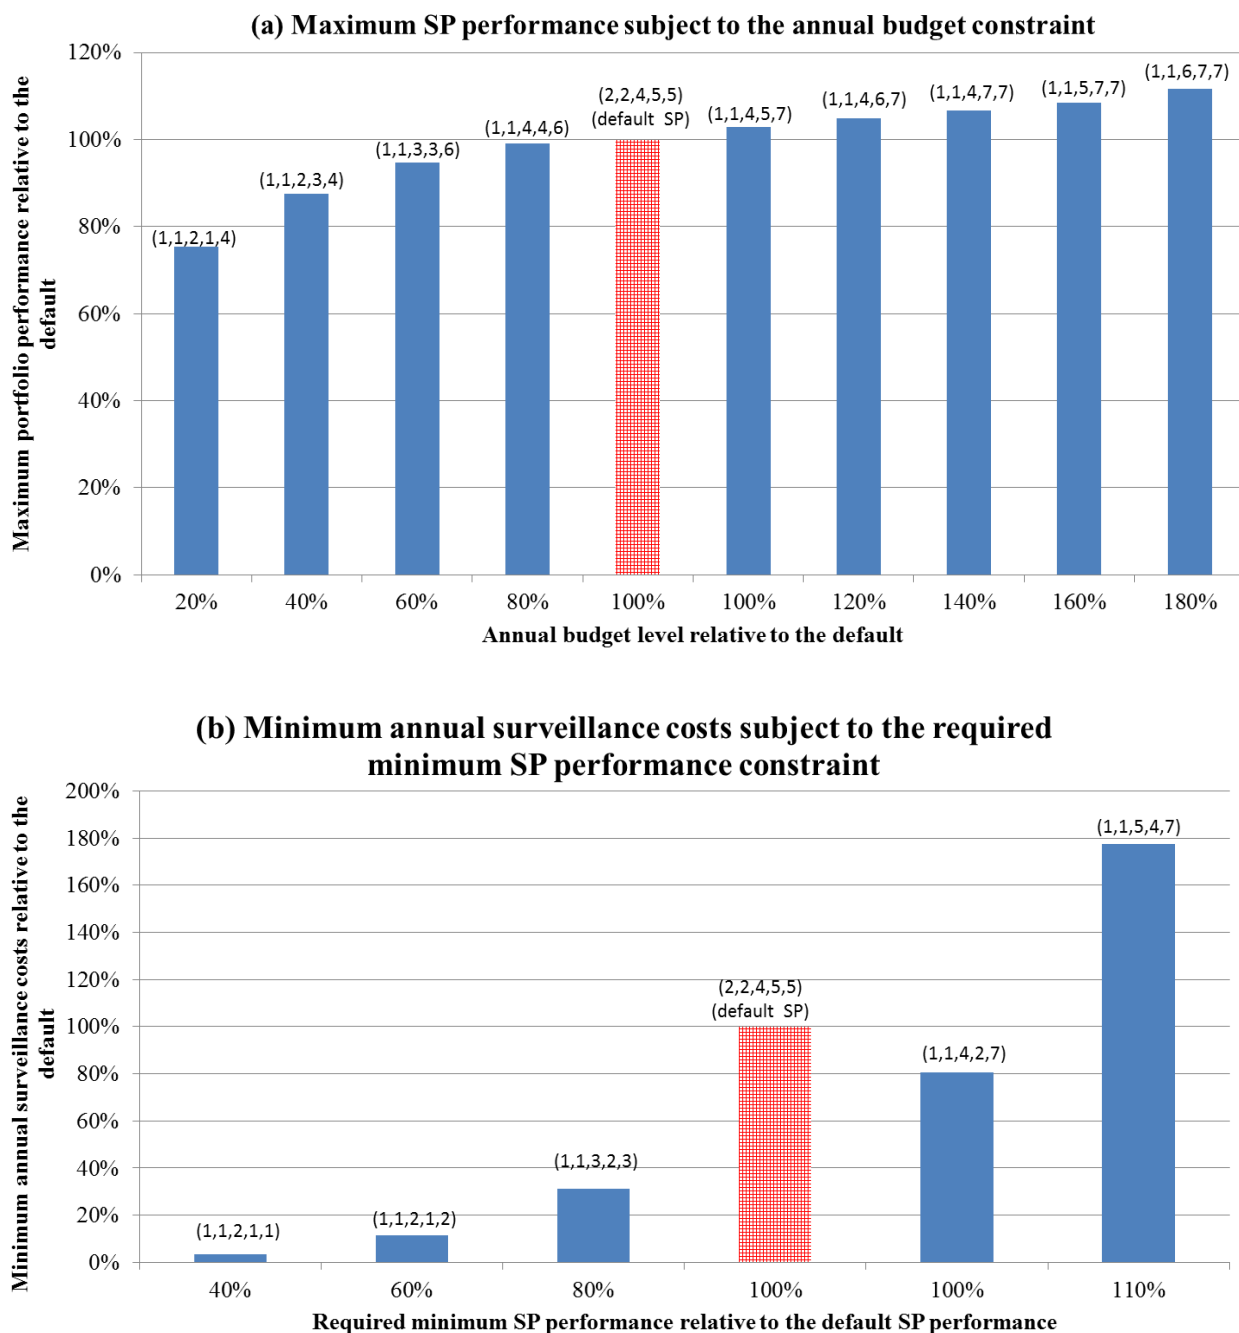 (a) Maximum SP performance subject to the annual budget constraint
Maximum portfolio performance relative to the
default
120%
100%
80%
60%
40%
20%
0%
(1,1,2,1,4)
(1,1,2,3,4)
(1,1,3,3,6)
(1,1,4,4,6)
(2,2,4,5,5)
(default SP)
(1,1,4,5,7)
(1,1,4,6,7)
(1,1,4,7,7)
(1,1,5,7,7)
(1,1,6,7,7)
20% 40% 60% 80% 100% 100% 120% 140% 160% 180%
Annual budget level relative to the default
(b) Minimum annual surveillance costs subject to the required
minimum SP performance constraint
Minimum annual surveillance costs relative to the
default
200%
180%
160%
140%
120%
100%
80%
60%
40%
20%
0%
(1,1,2,1,1)
(1,1,2,1,2)
(1,1,3,2,3)
(2,2,4,5,5)
(default SP)
(1,1,4,2,7)
(1,1,5,4,7)
40% 60% 80% 100% 100% 110%
Required minimum SP performance relative to the default SP performance